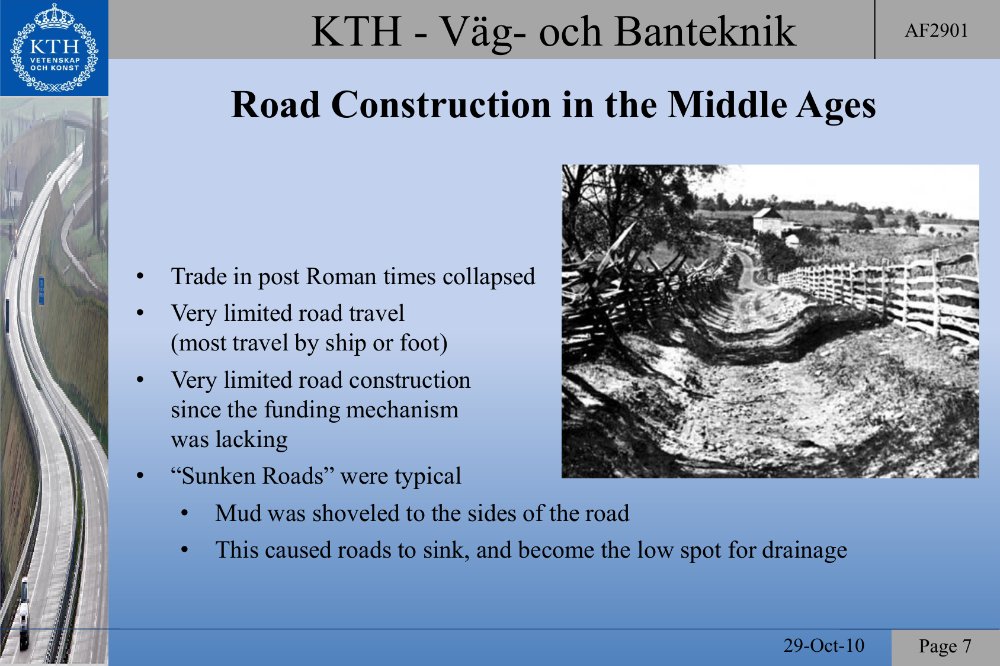 KTH
VETENSKAP
OCH KONST
KTH - Väg- och Banteknik
AF2901
Road Construction in the Middle Ages
• Trade in post Roman times collapsed
• Very limited road travel
(most travel by ship or foot)
• Very limited road construction
since the funding mechanism
was lacking
• “Sunken Roads” were typical
• Mud was shoveled to the sides of the road
• This caused roads to sink, and become the low spot for drainage
29-Oct-10
Page 7